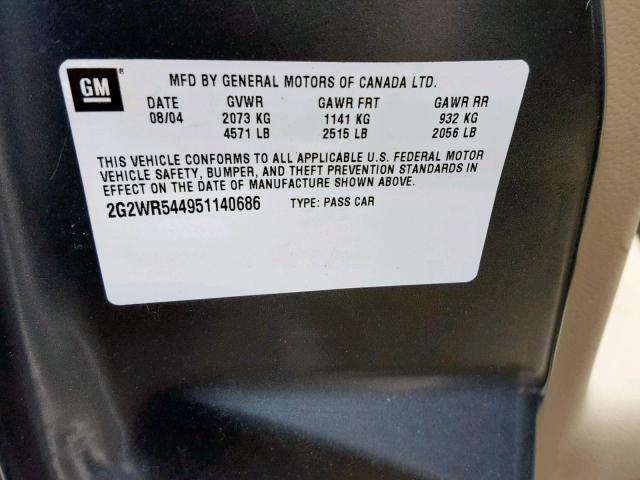 GM®
MFD BY GENERAL MOTORS OF CANADA LTD.
DATE GVWR GAWR FRT GAWR RR
08/04 2073 KG 1141 KG 932 KG
4571 LB 2515 LB 2056 LB
THIS VEHICLE CONFORMS TO ALL APPLICABLE U.S. FEDERAL MOTOR
VEHICLE SAFETY, BUMPER, AND THEFT PREVENTION STANDARDS IN
EFFECT ON THE DATE OF MANUFACTURE SHOWN ABOVE.
2G2WR544951140686 TYPE: PASS CAR